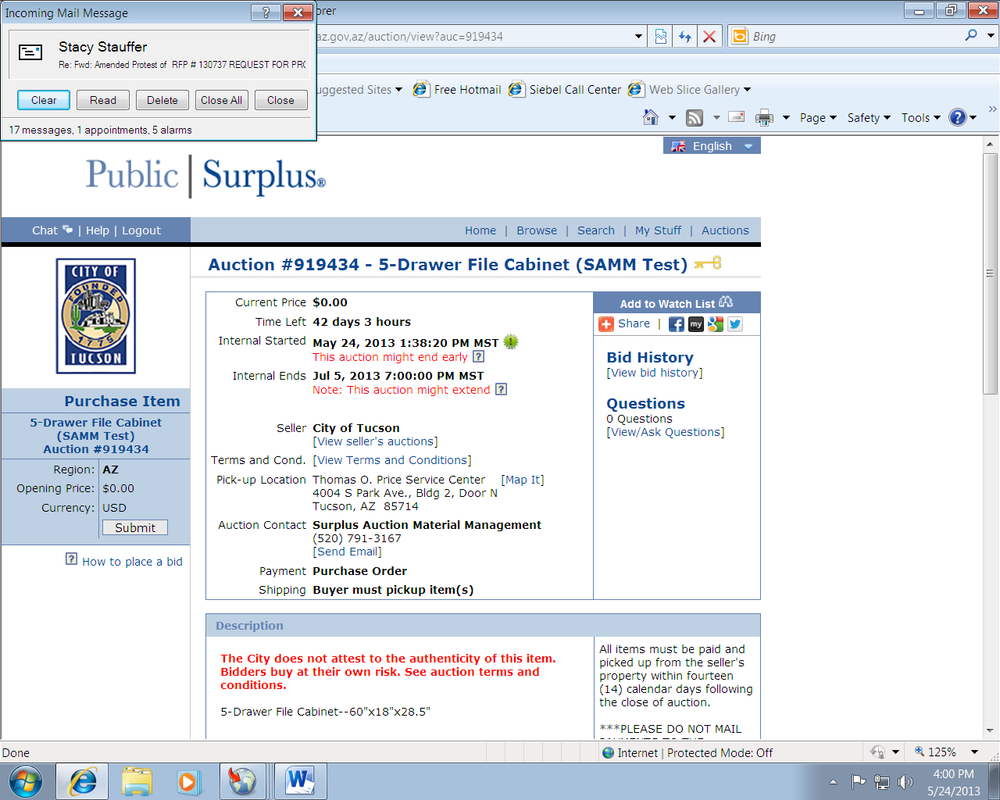 Incoming Mail Message
Stacy Stauffer
Re: Fwd: Amended Protest of RFP # 130737 REQUEST FOR
Clear Read Delete Close All Close
17 messages, 1 appointments, 5 alarms
orer
az.gov,az/auction/view?auc=919434
Bing
uggested Sites Free Hotmail Siebel Call Center Web Slice Gallery
Page Safety Tools
English
Public Surplus®
Chat | Help | Logout
Home | Browse | Search | My Stuff | Auctions
CITY OF
FOUNDED
1775
TUCSON
Auction #919434 - 5-Drawer File Cabinet (SAMM Test)
Purchase Item
5-Drawer File Cabinet
(SAMM Test)
Auction #919434
Region: AZ
Opening Price: $0.00
Currency: USD
Submit
How to place a bid
Current Price $0.00
Time Left 42 days 3 hours
Internal Started May 24, 2013 1:38:20 PM MST
This auction might end early
Internal Ends Jul 5, 2013 7:00:00 PM MST
Note: This auction might extend
Seller City of Tucson
[View seller's auctions]
Terms and Cond. [View Terms and Conditions]
Pick-up Location Thomas O. Price Service Center [Map It]
4004 S Park Ave., Bldg 2, Door N
Tucson, AZ 85714
Auction Contact Surplus Auction Material Management
(520) 791-3167
[Send Email]
Payment Purchase Order
Shipping Buyer must pickup item(s)
Add to Watch List
Share | my
Bid History
[View bid history]
Questions
0 Questions
[View/Ask Questions]
Description
The City does not attest to the authenticity of this item.
Bidders buy at their own risk. See auction terms and
conditions.
5-Drawer File Cabinet--60"x18"x28.5"
All items must be paid and
picked up from the seller's
property within fourteen
(14) calendar days following
the close of auction.
***PLEASE DO NOT MAIL
Done
Internet | Protected Mode: Off
125%
4:00 PM
5/24/2013